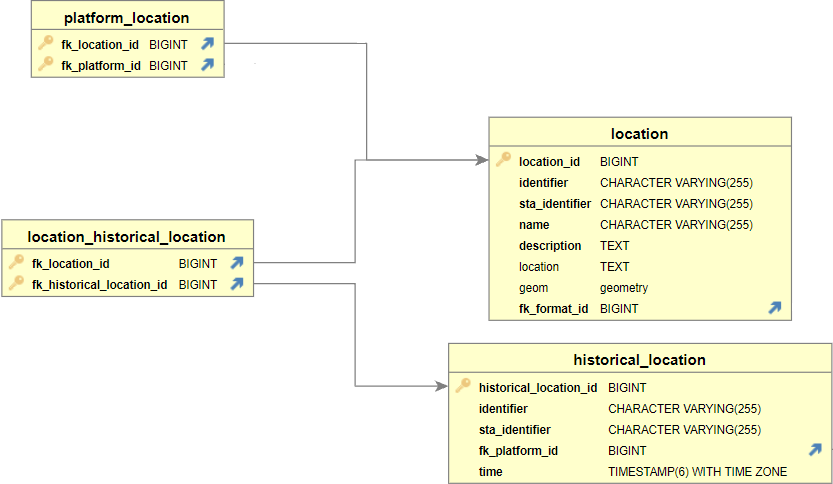 platform_location
fk_location_id BIGINT
fk_platform_id BIGINT
location
location_id BIGINT
identifier CHARACTER VARYING(255)
sta_identifier CHARACTER VARYING(255)
name CHARACTER VARYING(255)
description TEXT
location TEXT
geom geometry
fk_format_id BIGINT
location_historical_location
fk_location_id BIGINT
fk_historical_location_id BIGINT
historical_location
historical_location_id BIGINT
identifier CHARACTER VARYING(255)
sta_identifier CHARACTER VARYING(255)
fk_platform_id BIGINT
time TIMESTAMP(6) WITH TIME ZONE